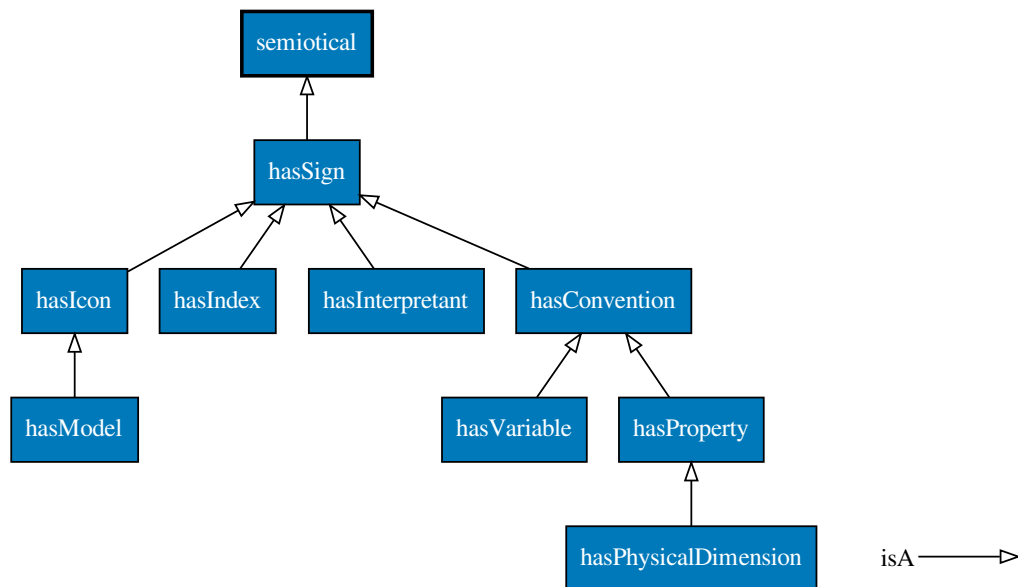 semiotical
hasSign
hasIcon
hasIndex
hasInterpretant
hasConvention
hasModel
hasVariable
hasProperty
hasPhysicalDimension
isA